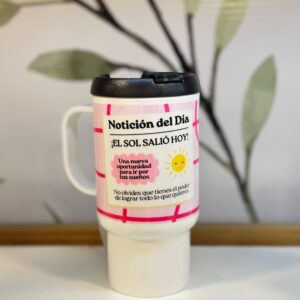 Notición del Día
¡EL SOL SALIÓ HOY!
Una nueva
oportunidad
para ir por
tus sueños.
No olvides que tienes el poder
de lograr todo lo que quieres.